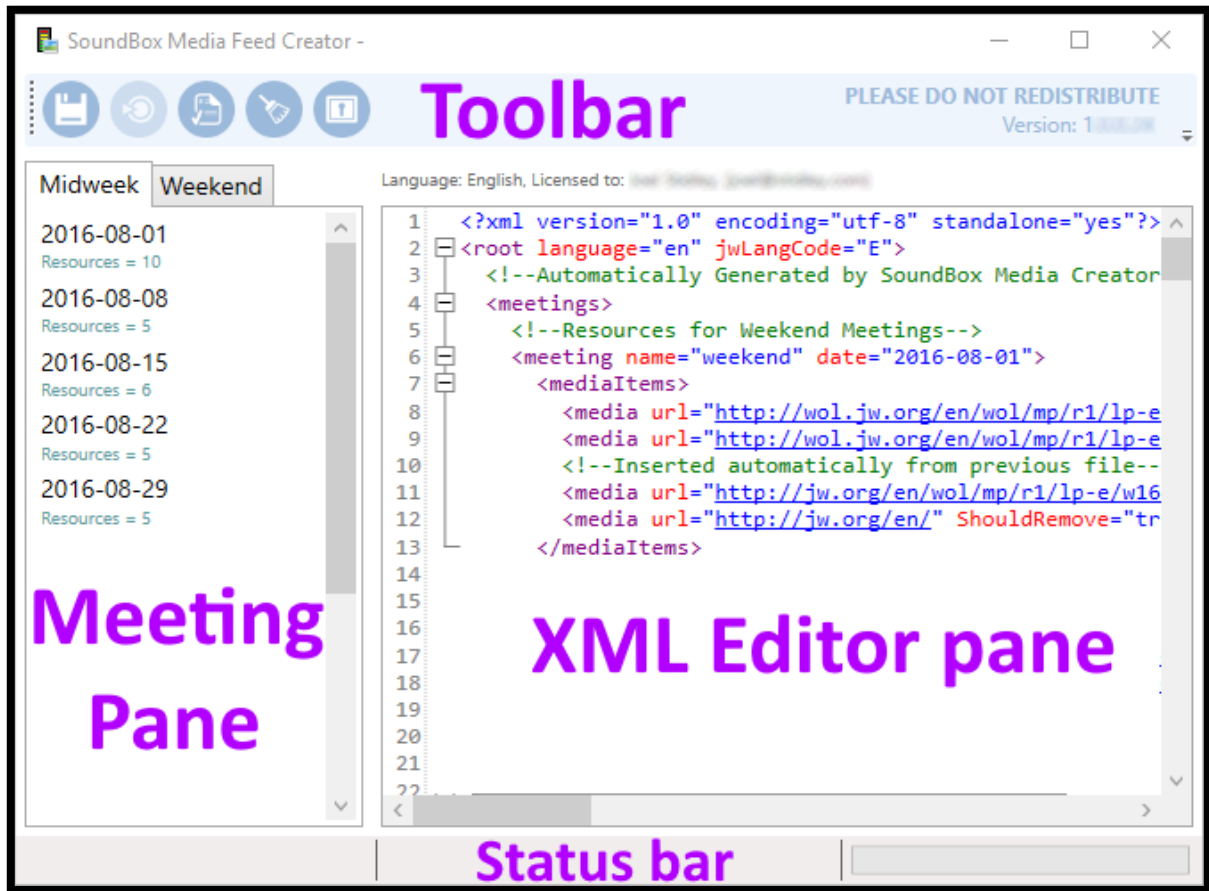 SoundBox Media Feed Creator -
Toolbar
PLEASE DO NOT REDISTRIBUTE
Version: 1
Midweek Weekend
Language: English, Licensed to:
2016-08-01
Resources = 10
2016-08-08
Resources = 5
2016-08-15
Resources = 6
2016-08-22
Resources = 5
2016-08-29
Resources = 5
Meeting
Pane
1 <?xml version="1.0" encoding="utf-8" standalone="yes"?>
2 <root language="en" jwLangCode="E">
3 <!--Automatically Generated by SoundBox Media Creator
4 <meetings>
5 <!--Resources for Weekend Meetings-->
6 <meeting name="weekend" date="2016-08-01">
7 <mediaItems>
8 <media url="http://wol.jw.org/en/wol/mp/r1/lp-e
9 <media url="http://wol.jw.org/en/wol/mp/r1/lp-e
10 <!--Inserted automatically from previous file--
11 <media url="http://jw.org/en/wol/mp/r1/lp-e/w16
12 <media url="http://jw.org/en/" ShouldRemove="tr
13 </mediaItems>
14
15
16
17
18
19
20
21
22
XML Editor pane
Status bar